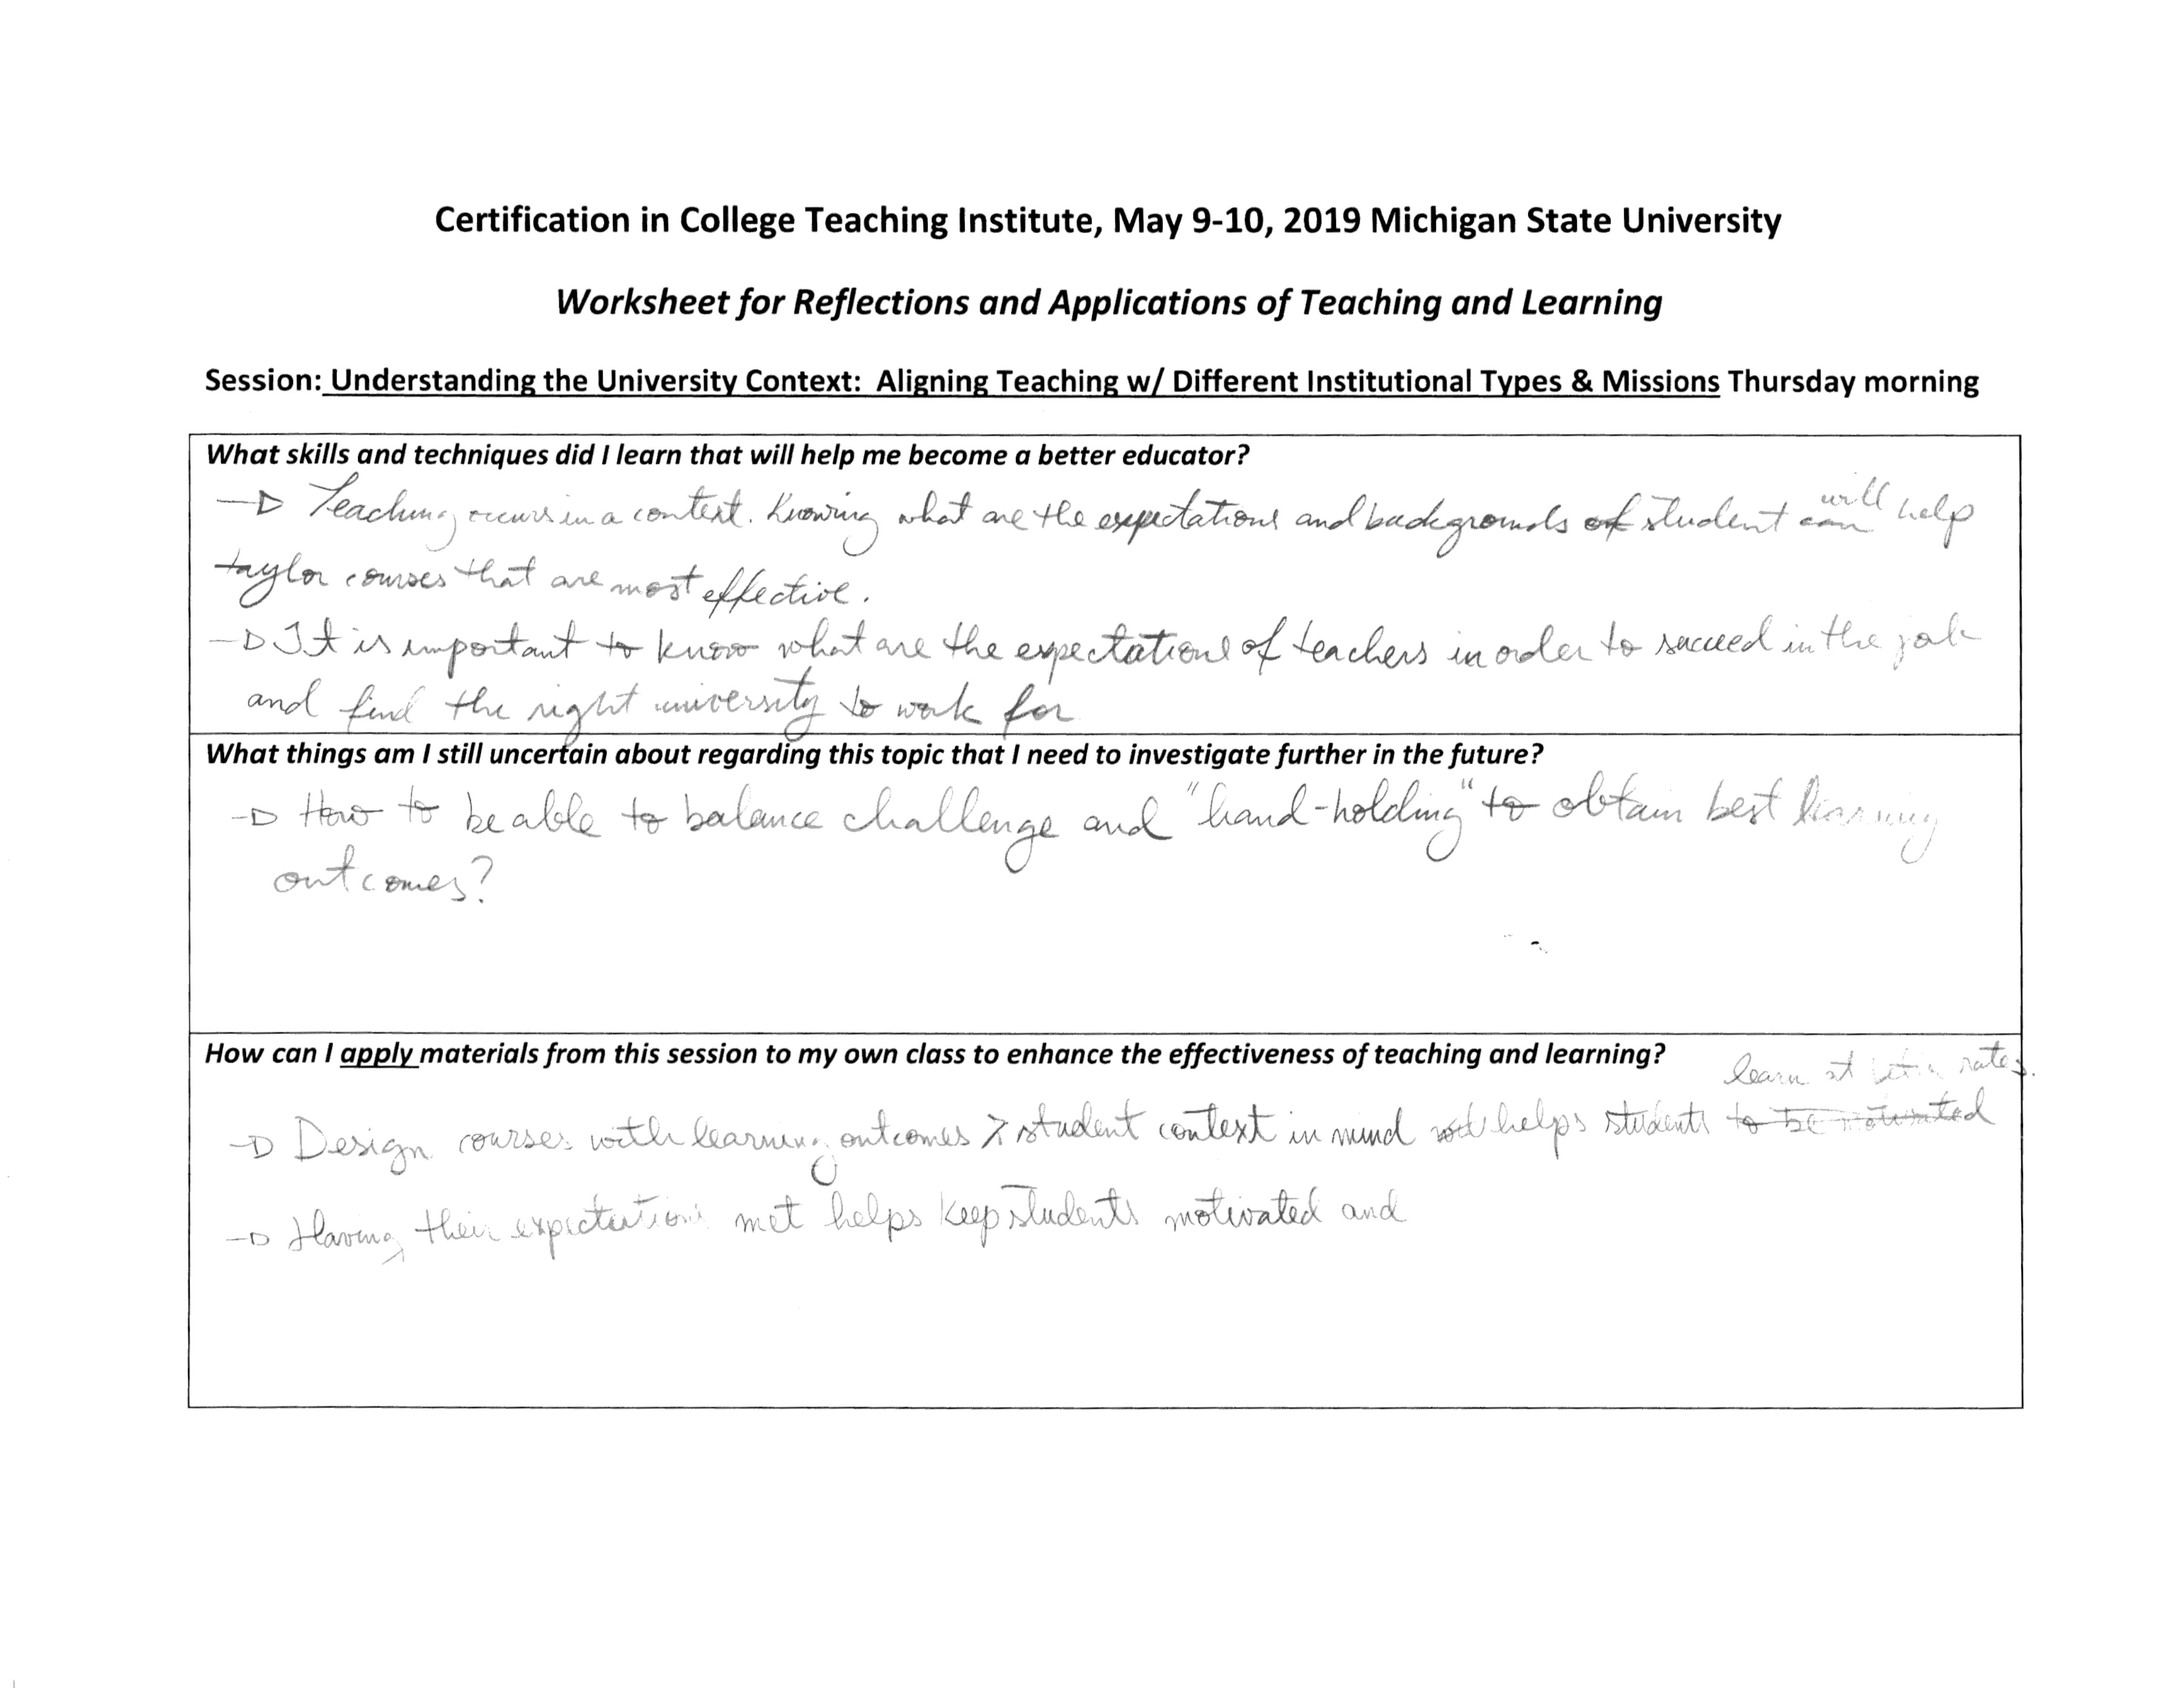 Certification in College Teaching Institute, May 9-10, 2019 Michigan State University
Worksheet for Reflections and Applications of Teaching and Learning
Session: Understanding the University Context: Aligning Teaching w/ Different Institutional Types & Missions Thursday morning
What skills and techniques did I learn that will help me become a better educator?
→ Teaching occurs in a context. Knowing what are the expectations and backgrounds of student can will help
taylor courses that are most effective.
→ It is important to know what are the expectations of teachers in order to succeed in the job
and find the right university to work for
What things am I still uncertain about regarding this topic that I need to investigate further in the future?
→ How to be able to balance challenge and "hand-holding" to obtain best learning
outcomes?
How can I apply materials from this session to my own class to enhance the effectiveness of teaching and learning?
learn at better rates.
→ Design courses with learning outcomes & student context in mind will helps students to be motivated
→ Having their expectations met helps keep students motivated and